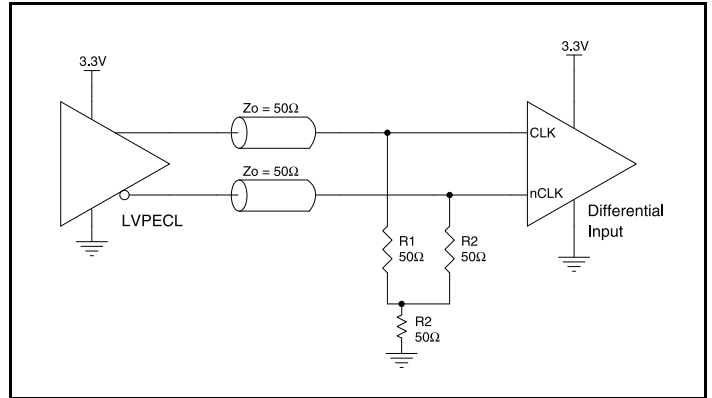 3.3V
3.3V
Zo = 50Ω
CLK
Zo = 50Ω
nCLK
LVPECL
Differential
Input
R1
50Ω
R2
50Ω
R2
50Ω